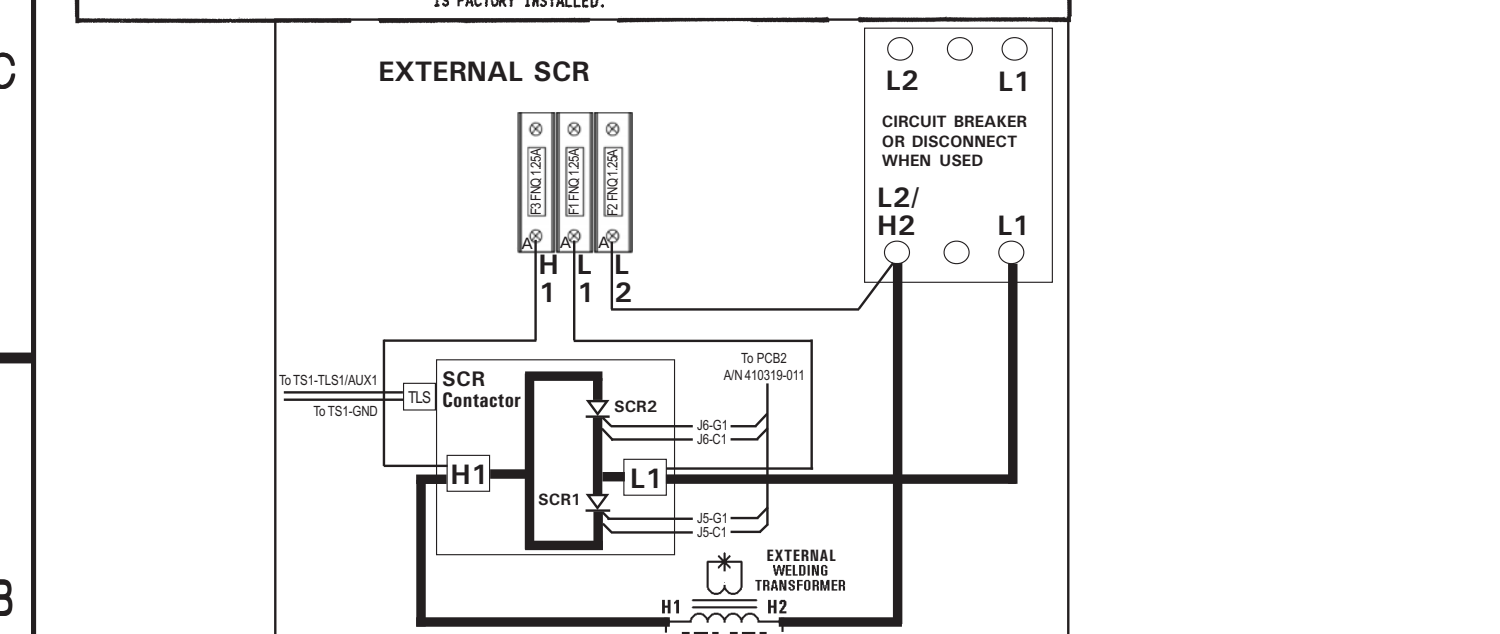 IS FACTORY INSTALLED.
C
EXTERNAL SCR
L2
L1
CIRCUIT BREAKER
OR DISCONNECT
WHEN USED
L2/
H2
L1
F3 FNQ 1.25A
F1 FNQ 1.25A
F2 FNQ 1.25A
A
A
A
H
1
L
1
L
2
To PCB2
A/N 410319-011
To TS1-TLS1/AUX1
To TS1-GND
TLS
SCR
Contactor
SCR2
J6-G1
J6-C1
H1
L1
SCR1
J5-G1
J5-C1
EXTERNAL
WELDING
TRANSFORMER
H1
H2
B